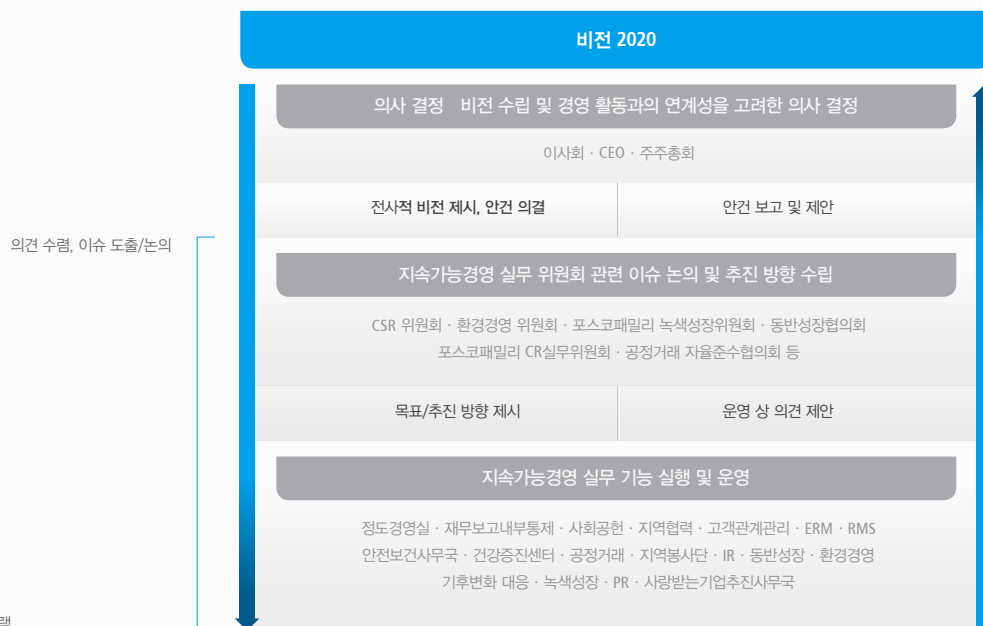 비전 2020
의사 결정 비전 수립 및 경영 활동과의 연계성을 고려한 의사 결정
이사회 · CEO · 주주총회
전사적 비전 제시, 안건 의결
안건 보고 및 제안
의견 수렴, 이슈 도출/논의
지속가능경영 실무 위원회 관련 이슈 논의 및 추진 방향 수립
CSR 위원회 · 환경경영 위원회 · 포스코패밀리 녹색성장위원회 · 동반성장협의회
포스코패밀리 CR실무위원회 · 공정거래 자율준수협의회 등
목표/추진 방향 제시
운영 상 의견 제안
지속가능경영 실무 기능 실행 및 운영
정도경영실 · 재무보고내부통제 · 사회공헌 · 지역협력 · 고객관계관리 · ERM · RMS
안전보건사무국 · 건강증진센터 · 공정거래 · 지역봉사단 · IR · 동반성장 · 환경경영
기후변화 대응 · 녹색성장 · PR · 사랑받는기업추진사무국